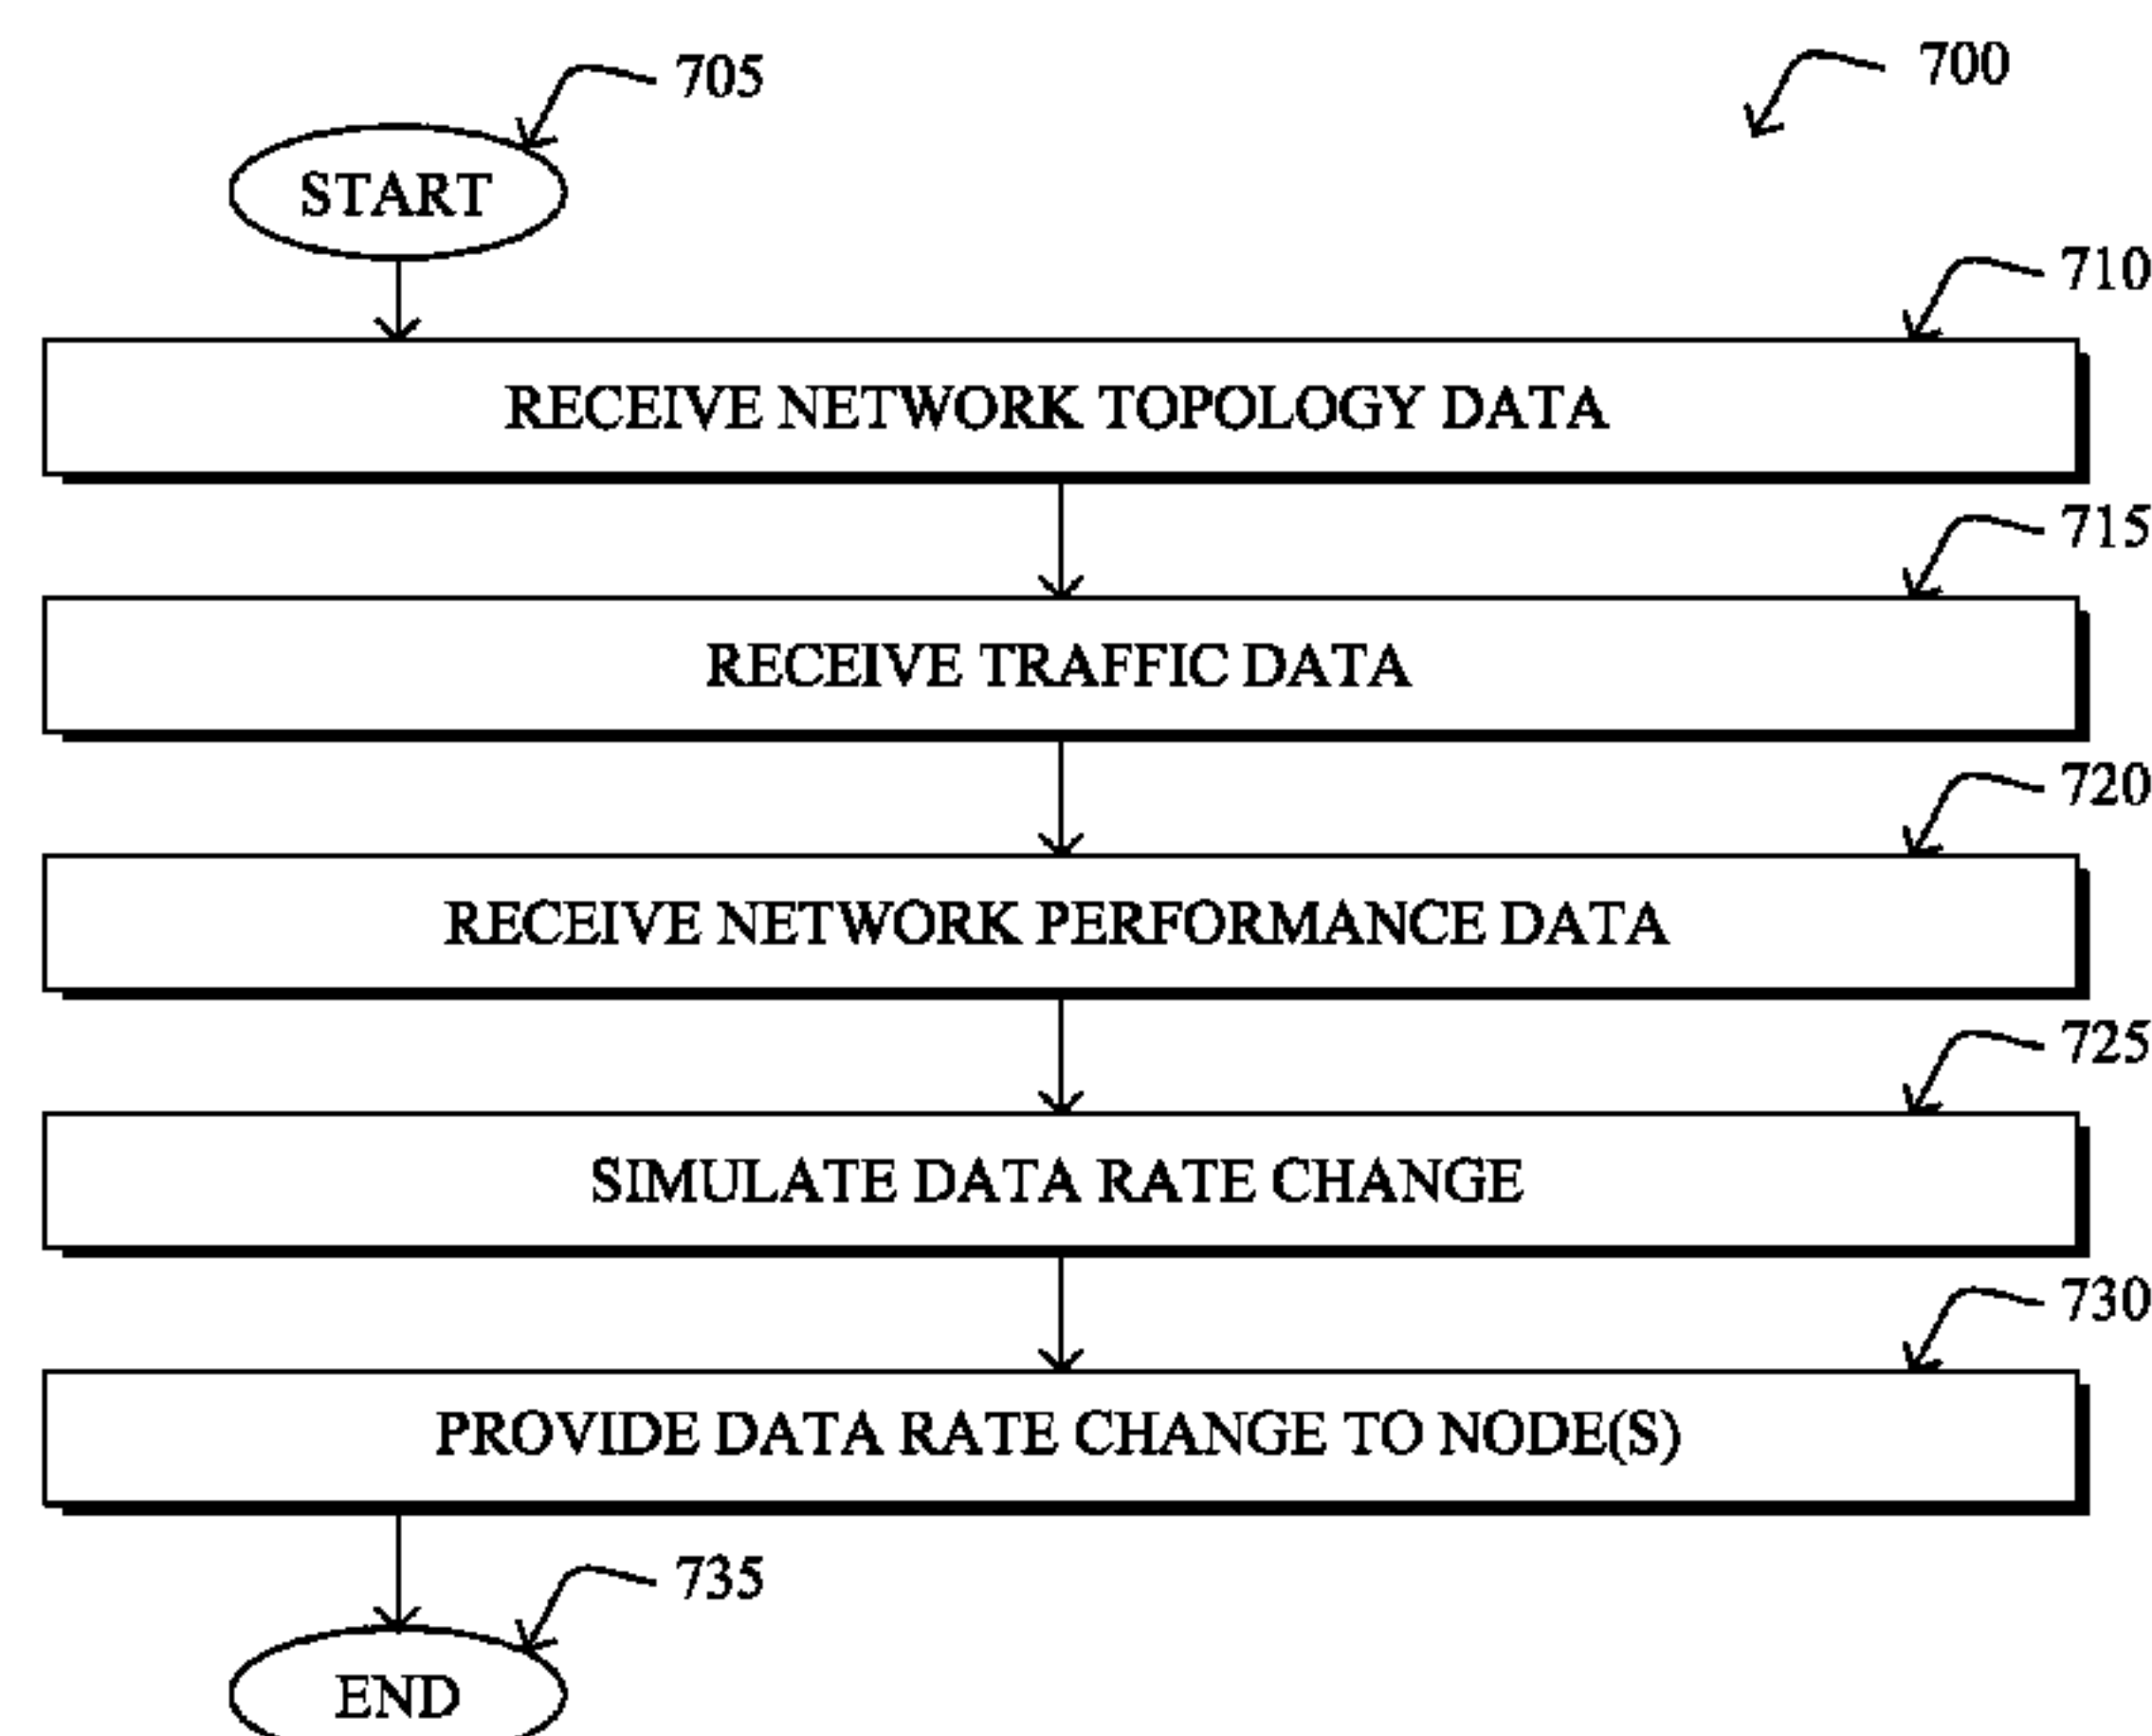 705
700
START
710
RECEIVE NETWORK TOPOLOGY DATA
715
RECEIVE TRAFFIC DATA
720
RECEIVE NETWORK PERFORMANCE DATA
725
SIMULATE DATA RATE CHANGE
730
PROVIDE DATA RATE CHANGE TO NODE(S)
735
END